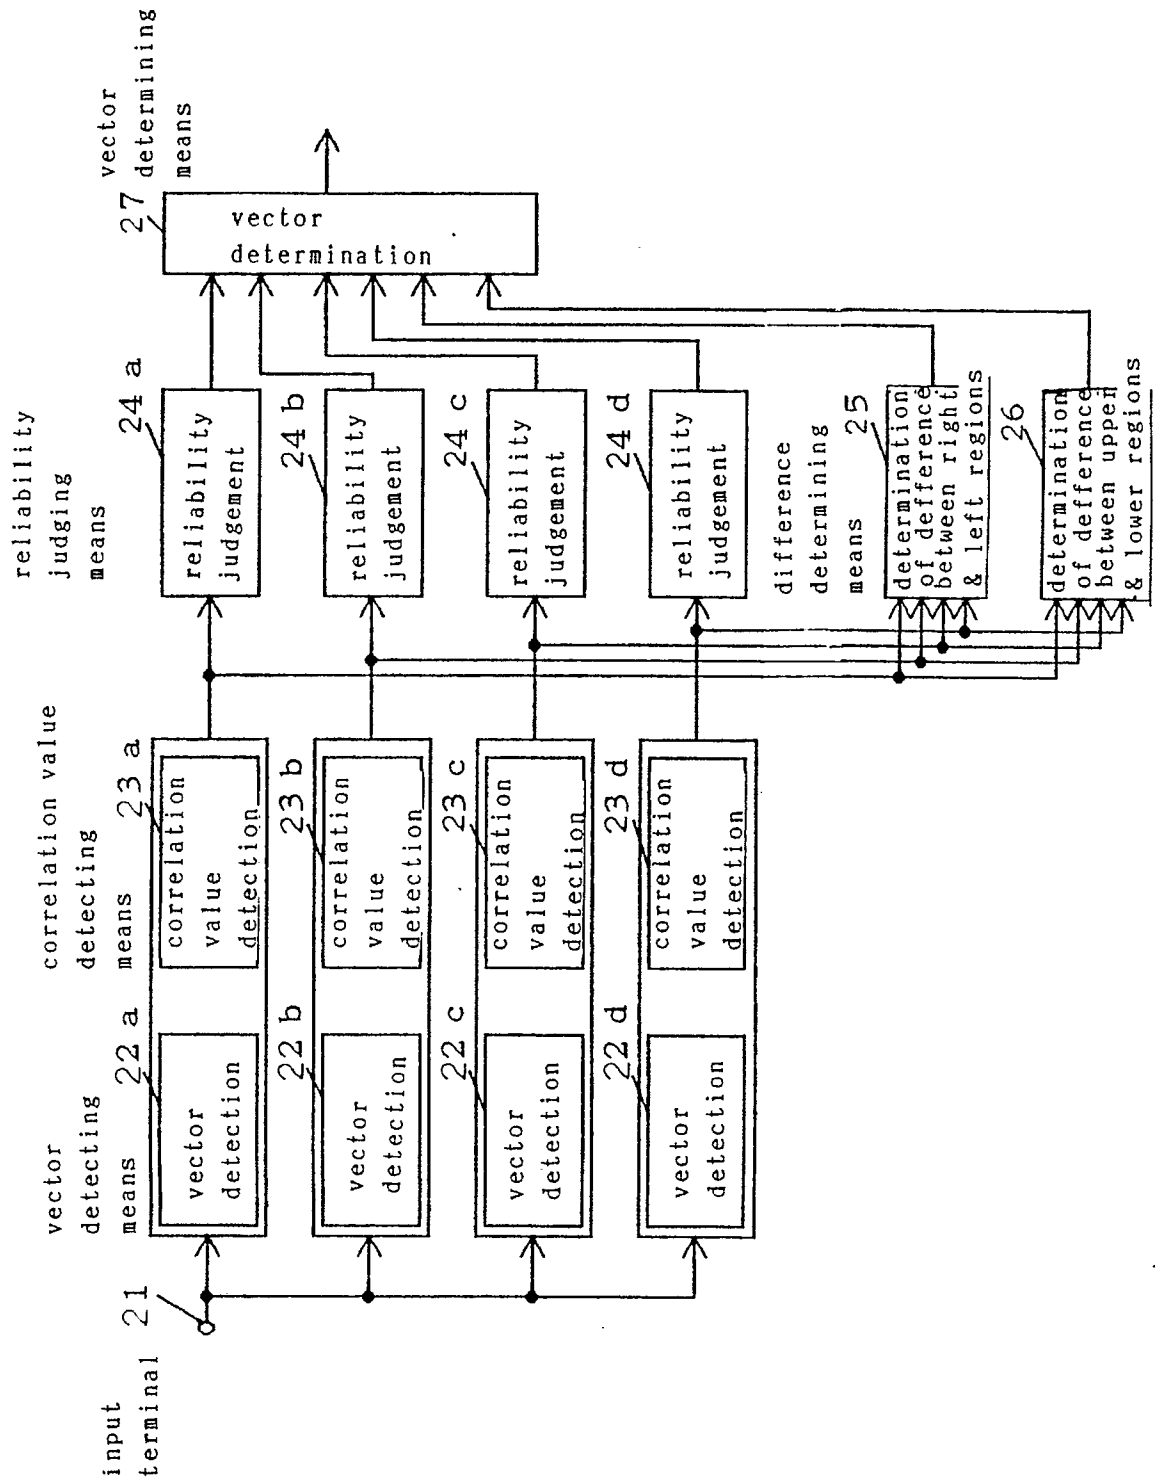 input
terminal
21
vector
detecting
means
22 a
vector
detection
22 b
vector
detection
22 c
vector
detection
22 d
vector
detection
correlation value
detecting
means
23 a
correlation
value
detection
23 b
correlation
value
detection
23 c
correlation
value
detection
23 d
correlation
value
detection
reliability
judging
means
24 a
reliability
judgement
24 b
reliability
judgement
24 c
reliability
judgement
24 d
reliability
judgement
difference
determining
means
25
determination
of defference
between right
& left regions
26
determination
of defference
between upper
& lower regions
vector
determining
means
27
vector
determination